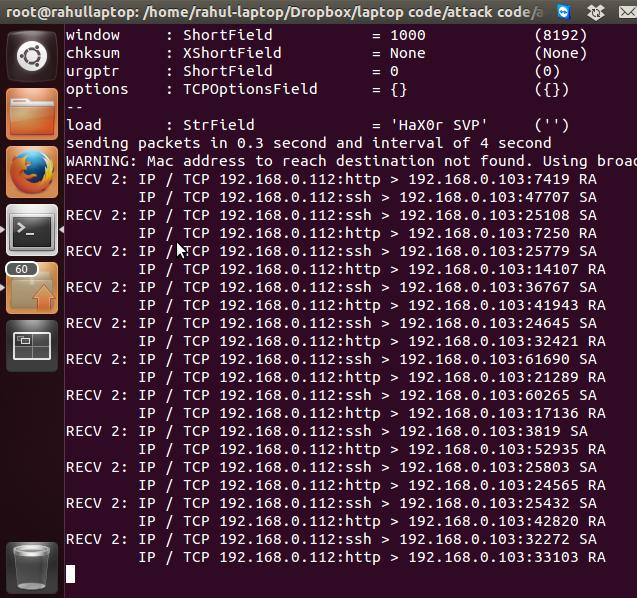 root@rahullaptop: /home/rahul-laptop/Dropbox/laptop code/attack code/a
window : ShortField = 1000 (8192)
chksum : XShortField = None (None)
urgptr : ShortField = 0 (0)
options : TCPOptionsField = {} ({})
--
load : StrField = 'HaX0r SVP' ('')
sending packets in 0.3 second and interval of 4 second
WARNING: Mac address to reach destination not found. Using broad
RECV 2: IP / TCP 192.168.0.112:http > 192.168.0.103:7419 RA
IP / TCP 192.168.0.112:ssh > 192.168.0.103:47707 SA
RECV 2: IP / TCP 192.168.0.112:ssh > 192.168.0.103:25108 SA
IP / TCP 192.168.0.112:http > 192.168.0.103:7250 RA
RECV 2: IP / TCP 192.168.0.112:ssh > 192.168.0.103:25779 SA
IP / TCP 192.168.0.112:http > 192.168.0.103:14107 RA
RECV 2: IP / TCP 192.168.0.112:ssh > 192.168.0.103:36767 SA
IP / TCP 192.168.0.112:http > 192.168.0.103:41943 RA
RECV 2: IP / TCP 192.168.0.112:ssh > 192.168.0.103:24645 SA
IP / TCP 192.168.0.112:http > 192.168.0.103:32421 RA
RECV 2: IP / TCP 192.168.0.112:ssh > 192.168.0.103:61690 SA
IP / TCP 192.168.0.112:http > 192.168.0.103:21289 RA
RECV 2: IP / TCP 192.168.0.112:ssh > 192.168.0.103:60265 SA
IP / TCP 192.168.0.112:http > 192.168.0.103:17136 RA
RECV 2: IP / TCP 192.168.0.112:ssh > 192.168.0.103:3819 SA
IP / TCP 192.168.0.112:http > 192.168.0.103:52935 RA
RECV 2: IP / TCP 192.168.0.112:ssh > 192.168.0.103:25803 SA
IP / TCP 192.168.0.112:http > 192.168.0.103:24565 RA
RECV 2: IP / TCP 192.168.0.112:ssh > 192.168.0.103:25432 SA
IP / TCP 192.168.0.112:http > 192.168.0.103:42820 RA
RECV 2: IP / TCP 192.168.0.112:ssh > 192.168.0.103:32272 SA
IP / TCP 192.168.0.112:http > 192.168.0.103:33103 RA
60